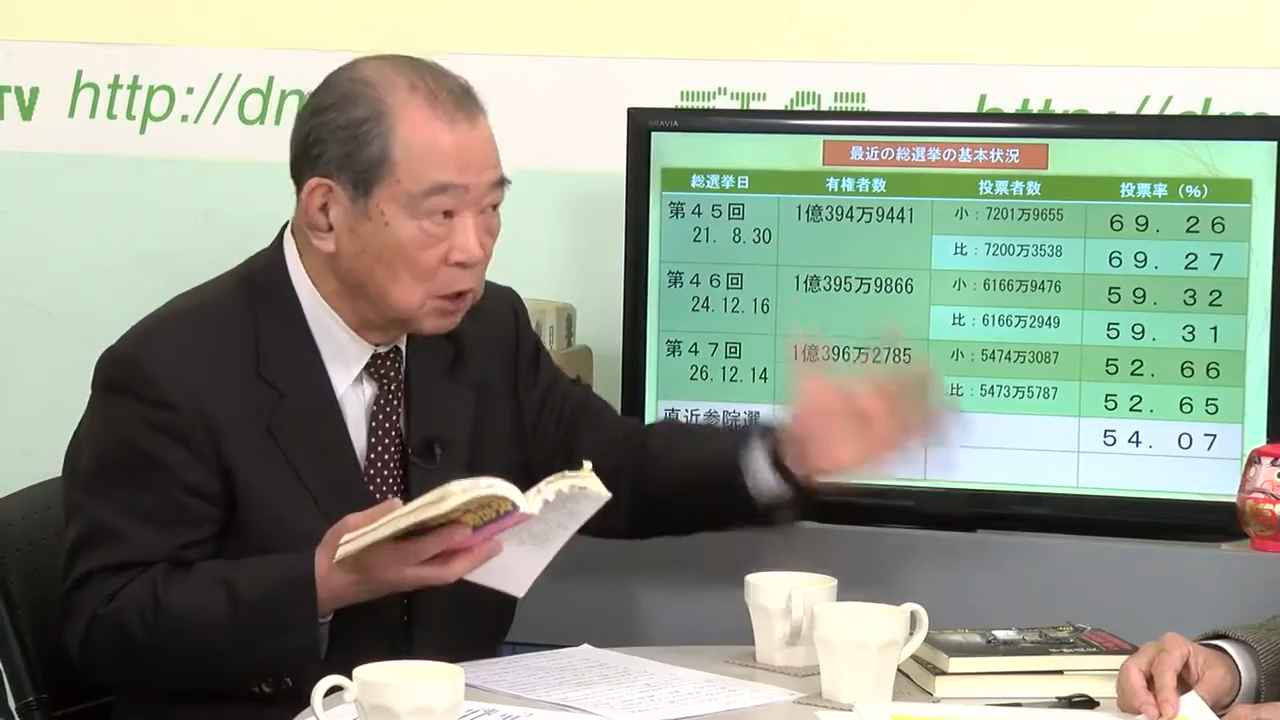 TV http://dm
BRAVIA
最近の総選挙の基本状況
総選挙日 有権者数 投票者数 投票率(%)
第45回 1億394万9441 小:7201万9655 69.26
21. 8.30 比:7200万3538 69.27
第46回 1億395万9866 小:6166万9476 59.32
24.12.16 比:6166万2949 59.31
第47回 1億396万2785 小:5474万3087 52.66
26.12.14 比:5473万5787 52.65
直近参院選 54.07